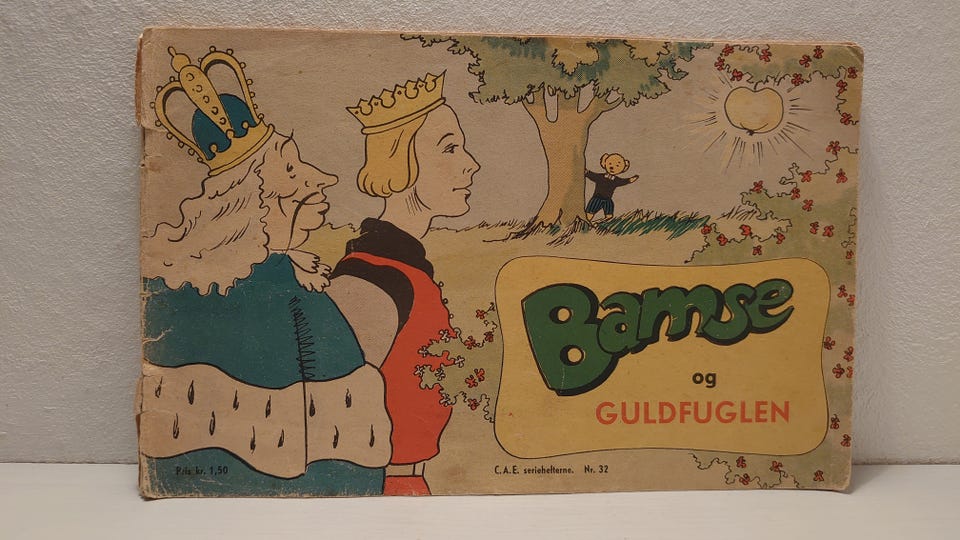 Bamse
og
GULDFUGLEN
Pris kr. 1,50
C.A.E. seriehefterne. Nr. 32